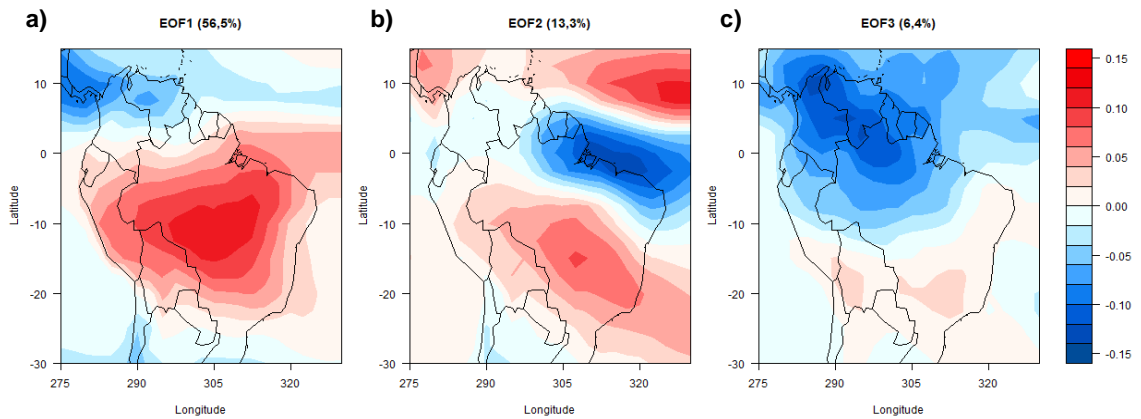 a) EOF1 (56,5%)
b) EOF2 (13,3%)
c) EOF3 (6,4%)
Latitude
10
0
-10
-20
-30
275 290 305 320
Longitude
Latitude
10
0
-10
-20
-30
275 290 305 320
Longitude
Latitude
10
0
-10
-20
-30
275 290 305 320
Longitude
0.15
0.10
0.05
0.00
-0.05
-0.10
-0.15